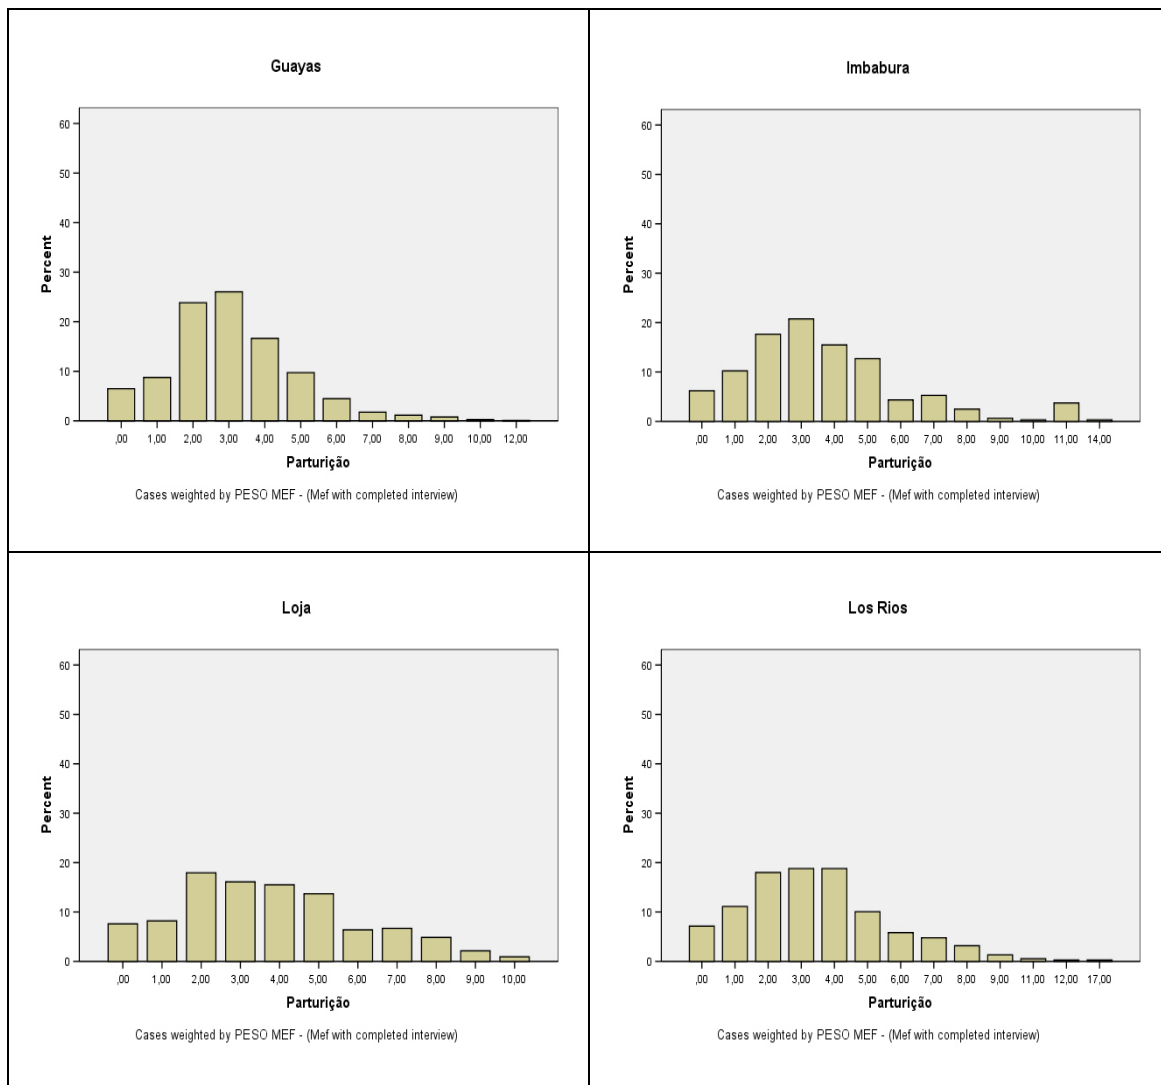 Guayas
60
50
40
30
20
10
0
Percent
,00 1,00 2,00 3,00 4,00 5,00 6,00 7,00 8,00 9,00 10,00 12,00
Parturição
Cases weighted by PESO MEF - (Mef with completed interview)
Imbabura
60
50
40
30
20
10
0
Percent
,00 1,00 2,00 3,00 4,00 5,00 6,00 7,00 8,00 9,00 10,00 11,00 14,00
Parturição
Cases weighted by PESO MEF - (Mef with completed interview)
Loja
60
50
40
30
20
10
0
Percent
,00 1,00 2,00 3,00 4,00 5,00 6,00 7,00 8,00 9,00 10,00
Parturição
Cases weighted by PESO MEF - (Mef with completed interview)
Los Rios
60
50
40
30
20
10
0
Percent
,00 1,00 2,00 3,00 4,00 5,00 6,00 7,00 8,00 9,00 11,00 12,00 17,00
Parturição
Cases weighted by PESO MEF - (Mef with completed interview)